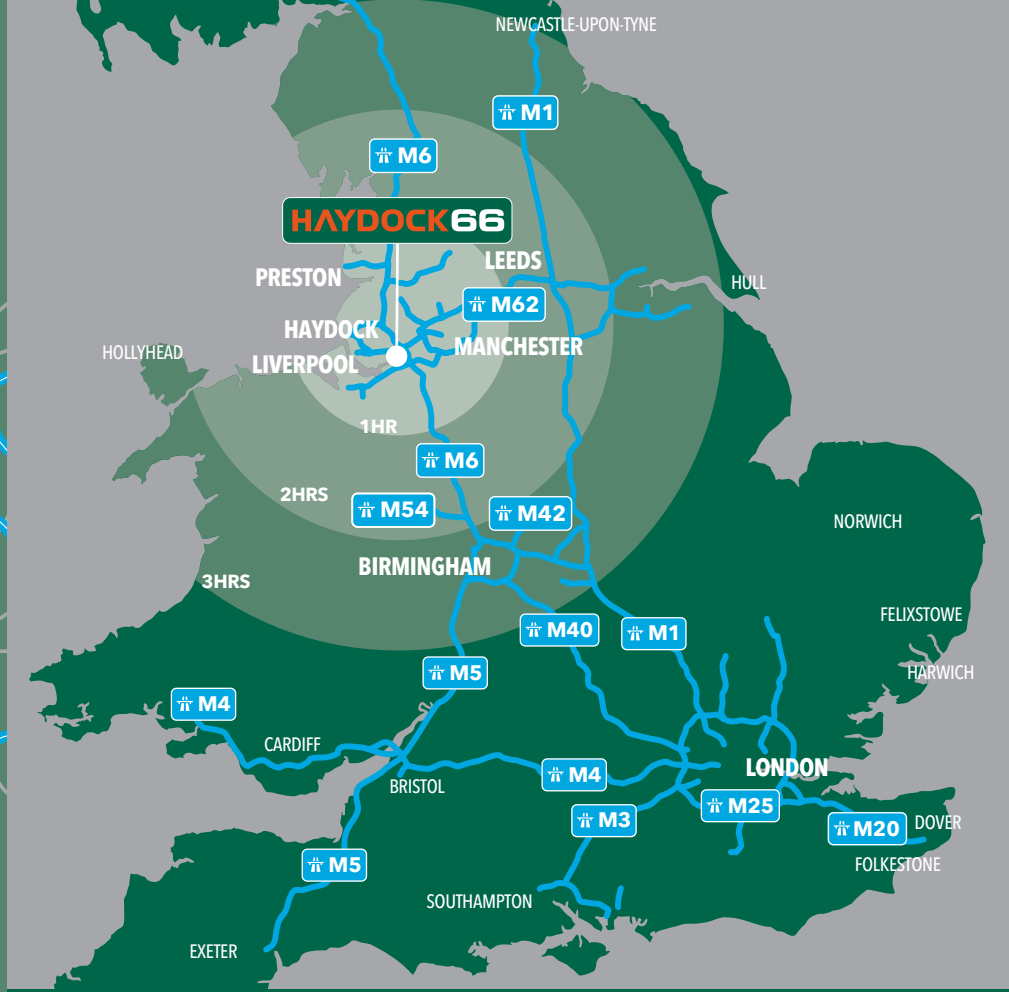 NEWCASTLE-UPON-TYNE
M1
M6
HAYDOCK66
LEEDS
PRESTON
HULL
M62
HAYDOCK
MANCHESTER
HOLLYHEAD
LIVERPOOL
1HR
M6
2HRS
M54
M42
NORWICH
BIRMINGHAM
3HRS
FELIXSTOWE
M40
M1
HARWICH
M5
M4
CARDIFF
LONDON
M4
BRISTOL
M25
M3
M20
DOVER
M5
FOLKESTONE
SOUTHAMPTON
EXETER